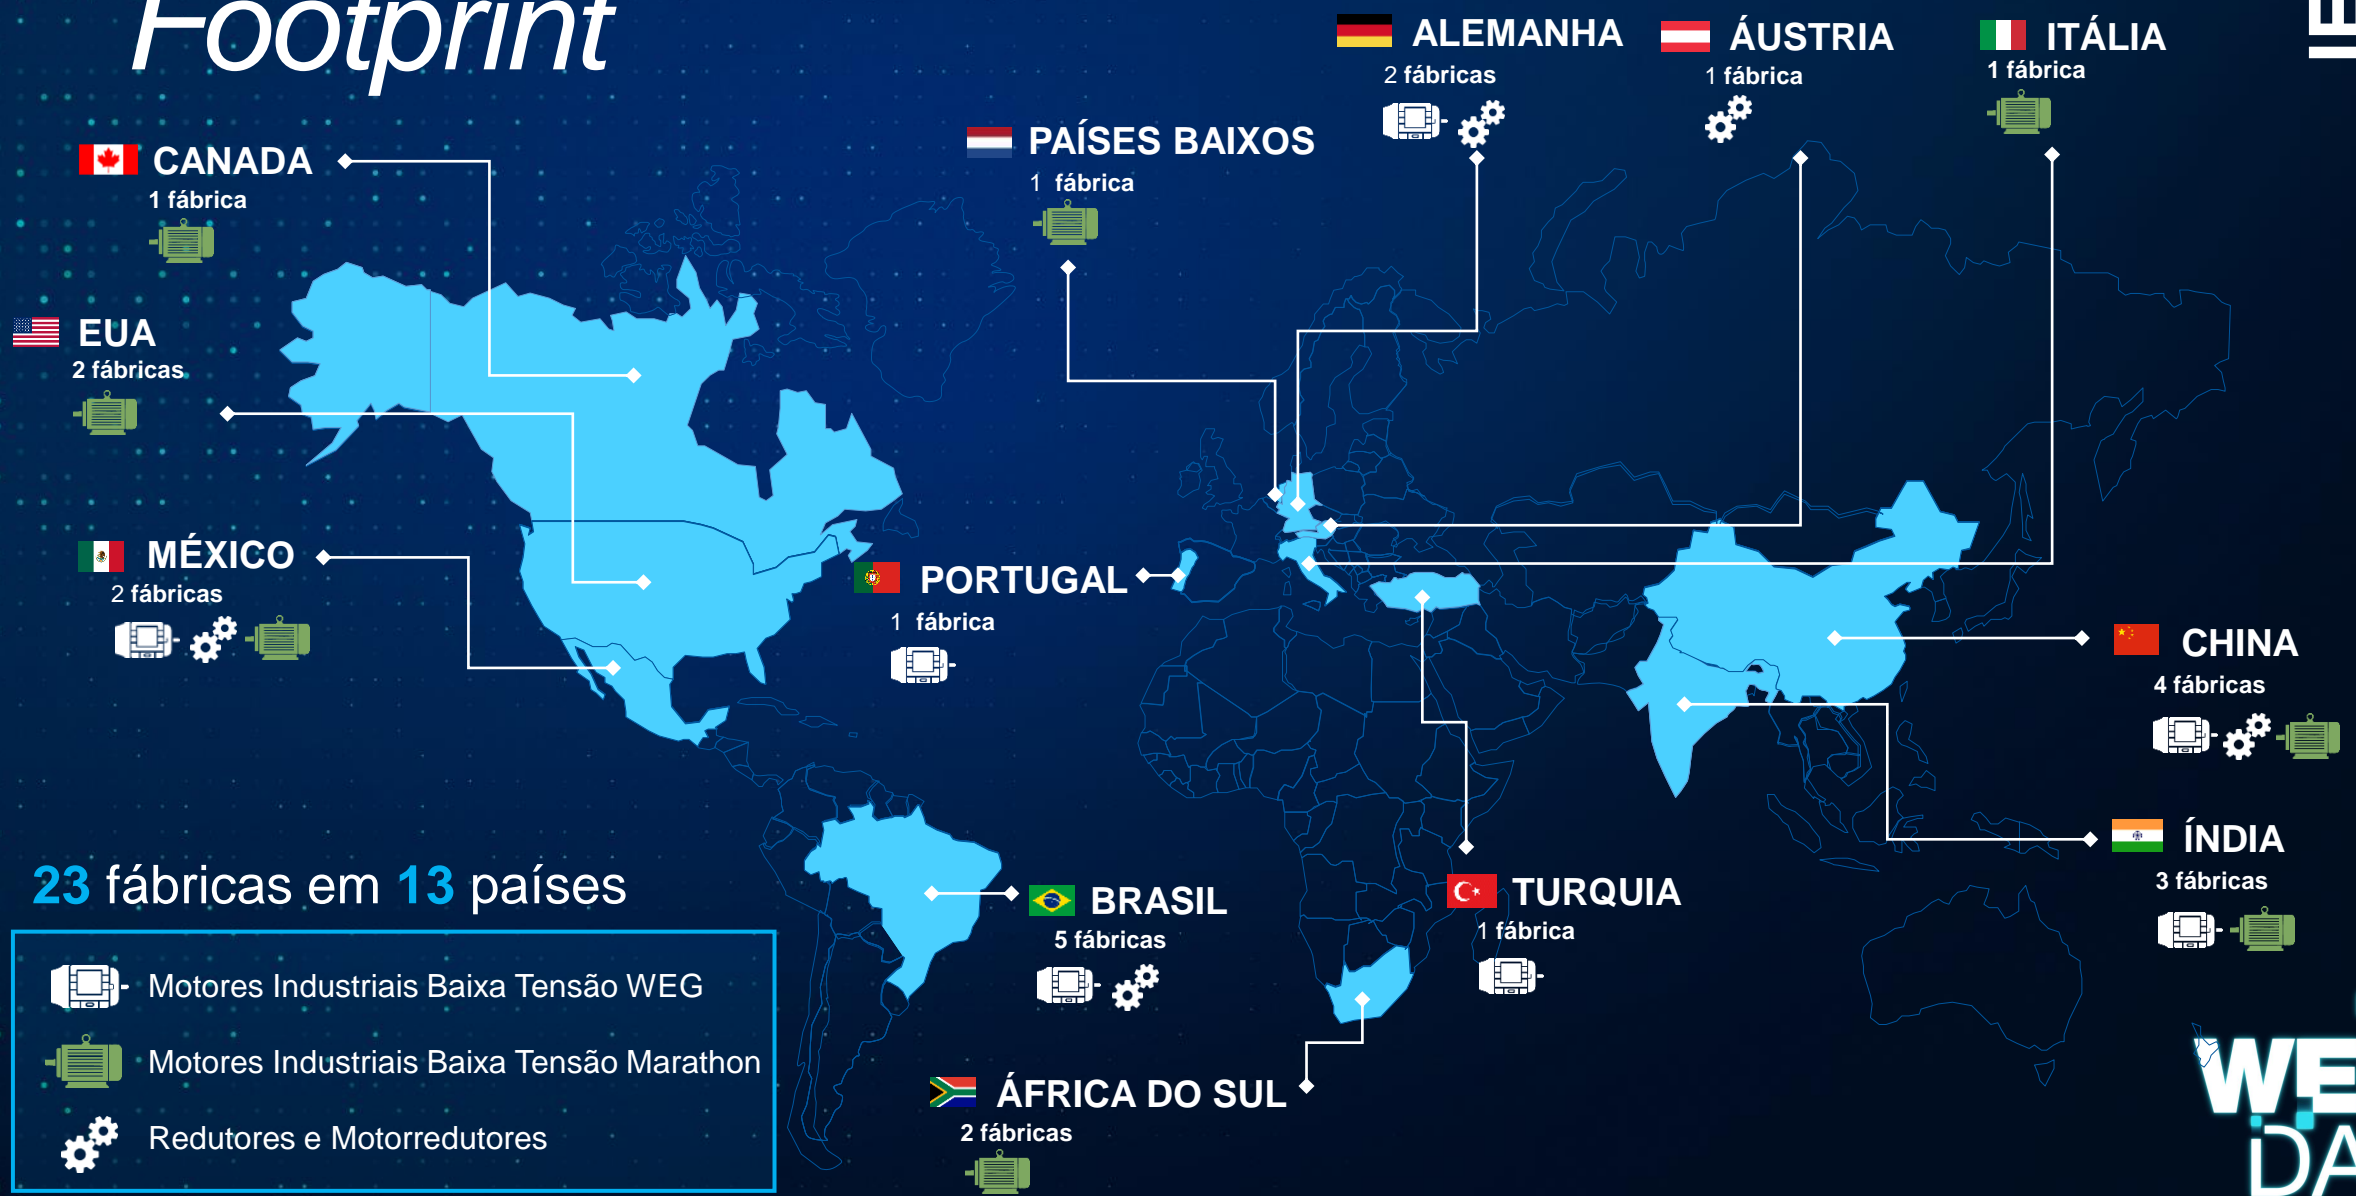 Footprint
ALEMANHA
2 fábricas
ÁUSTRIA
1 fábrica
ITÁLIA
1 fábrica
CANADA
1 fábrica
PAÍSES BAIXOS
1 fábrica
EUA
2 fábricas
MÉXICO
2 fábricas
PORTUGAL
1 fábrica
CHINA
4 fábricas
ÍNDIA
3 fábricas
BRASIL
5 fábricas
TURQUIA
1 fábrica
ÁFRICA DO SUL
2 fábricas
23 fábricas em 13 países
Motores Industriais Baixa Tensão WEG
Motores Industriais Baixa Tensão Marathon
Redutores e Motorredutores
WE
DA